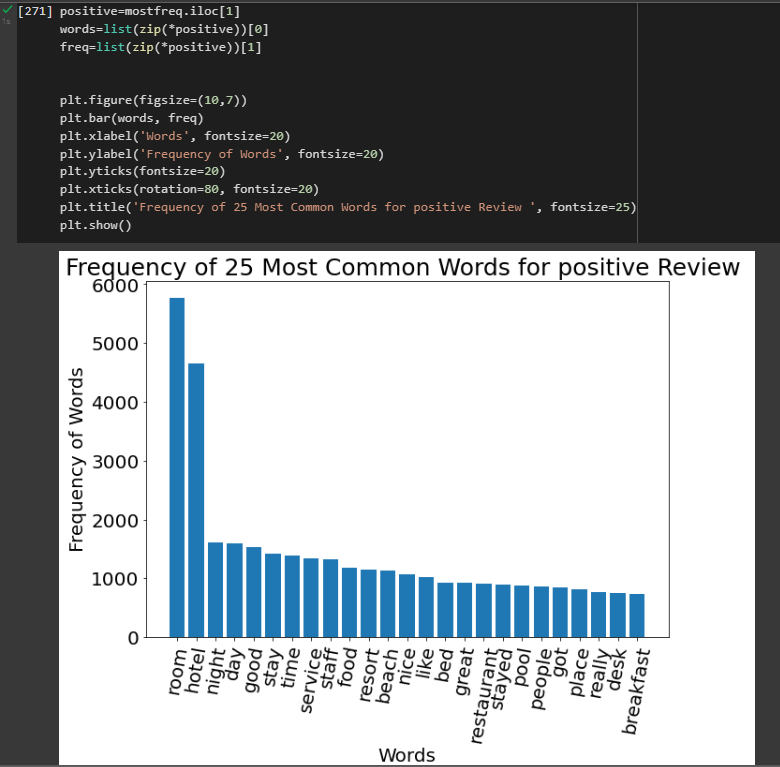 [271] positive=mostfreq.iloc[1]
words=list(zip(*positive))[0]
freq=list(zip(*positive))[1]
plt.figure(figsize=(10,7))
plt.bar(words, freq)
plt.xlabel('Words', fontsize=20)
plt.ylabel('Frequency of Words', fontsize=20)
plt.yticks(fontsize=20)
plt.xticks(rotation=80, fontsize=20)
plt.title('Frequency of 25 Most Common Words for positive Review ', fontsize=25)
plt.show()
1s
Frequency of 25 Most Common Words for positive Review
Frequency of Words
6000
5000
4000
3000
2000
1000
0
room
hotel
night
day
good
stay
time
service
staff
food
resort
beach
nice
like
bed
great
restaurant
stayed
pool
people
got
place
really
desk
breakfast
Words